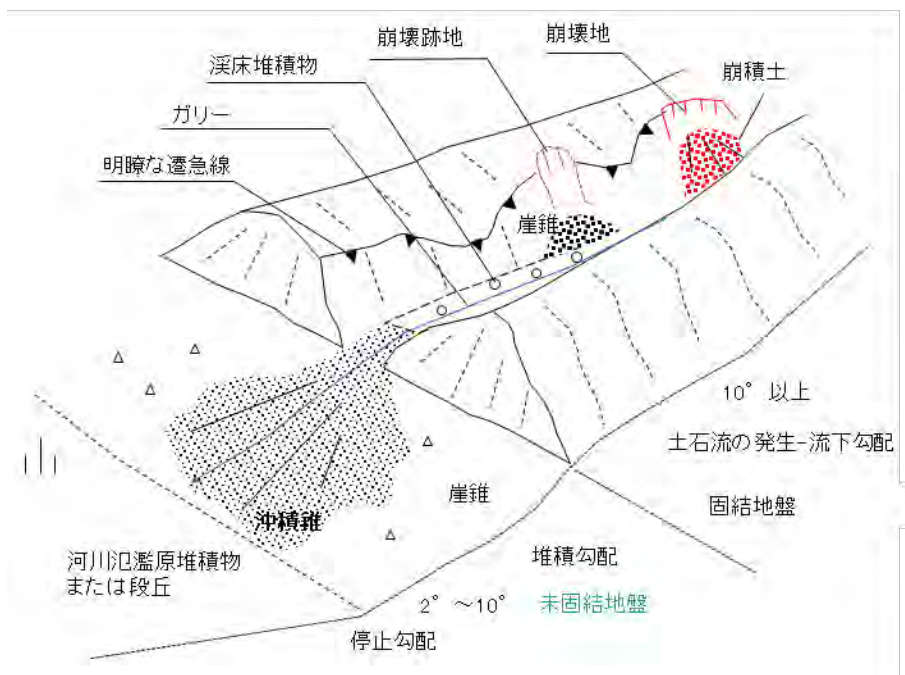 崩壊跡地
崩壊地
渓床堆積物
崩積土
ガリー
明瞭な遷急線
崖錐
10°以上
土石流の発生-流下勾配
崖錐
固結地盤
沖積錐
河川氾濫原堆積物
または段丘
堆積勾配
2°~10°
未固結地盤
停止勾配